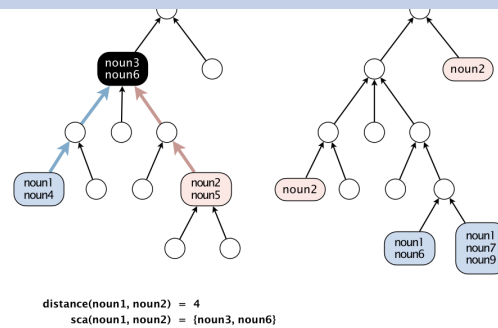 noun3
noun6
noun2
noun1
noun4
noun2
noun5
noun2
noun1
noun6
noun1
noun7
noun9
distance(noun1, noun2) = 4
sca(noun1, noun2) = {noun3, noun6}